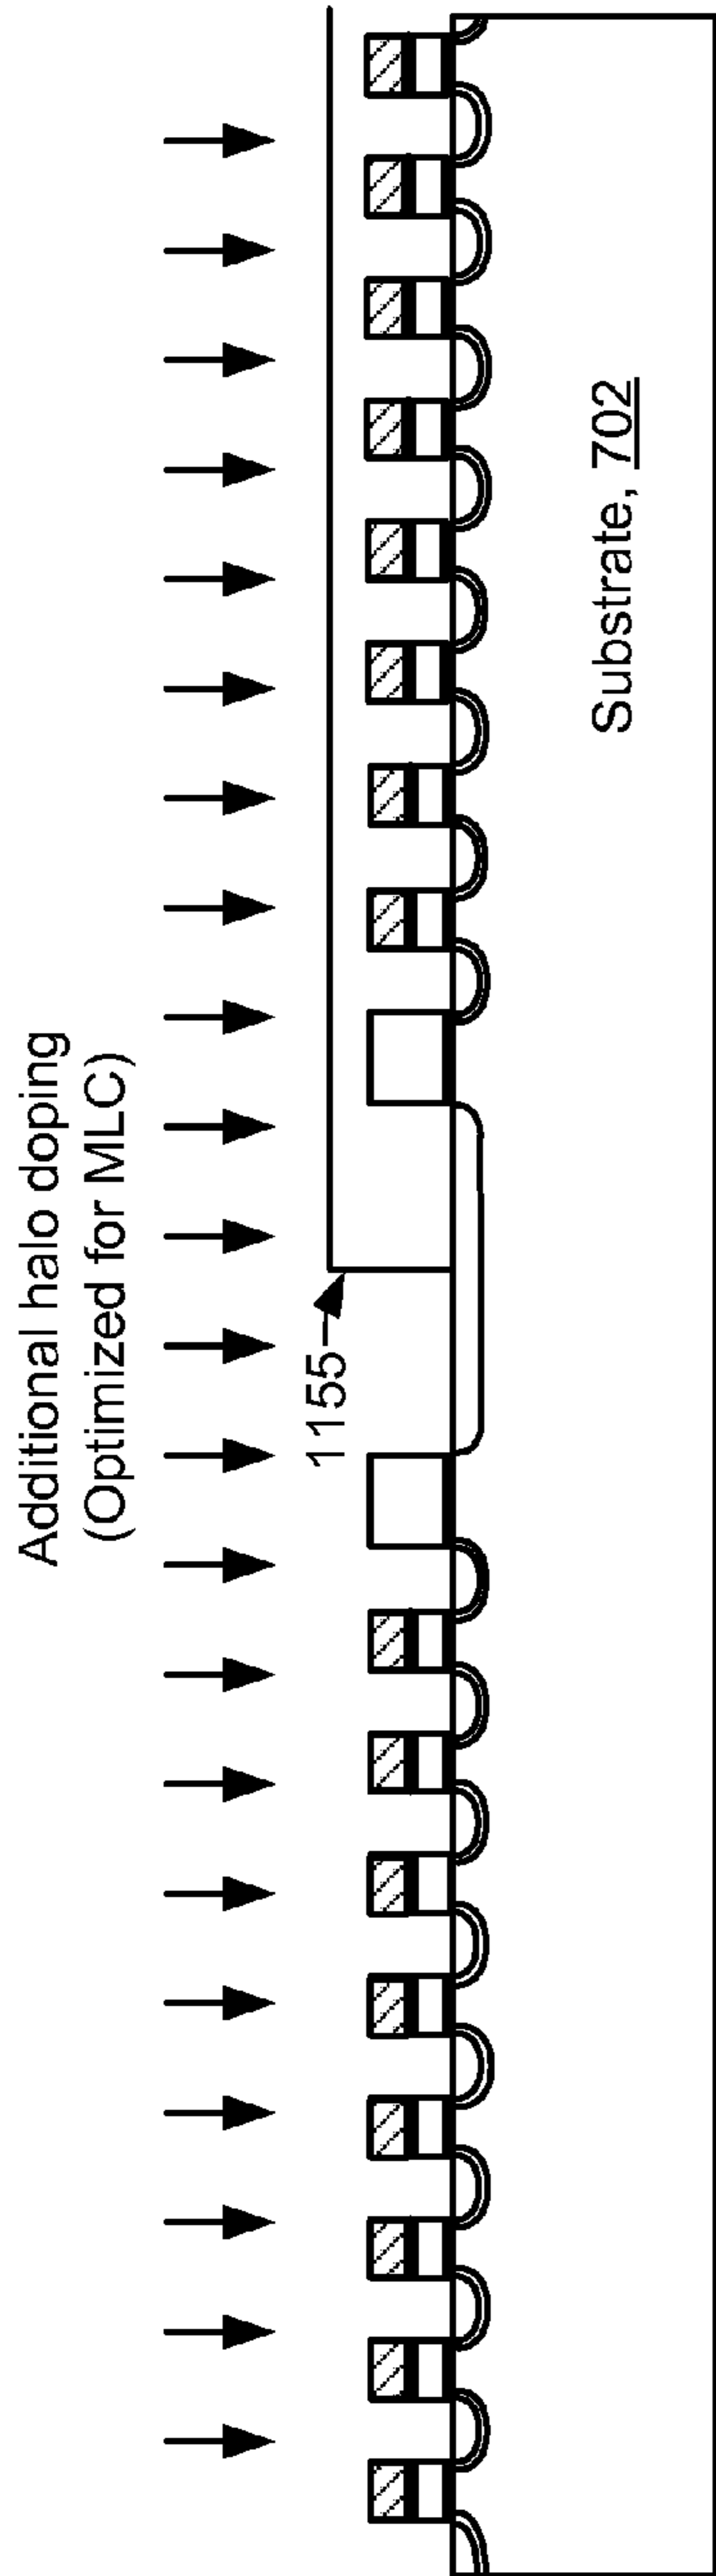 Additional halo doping
(Optimized for MLC)
1155
Substrate, 702